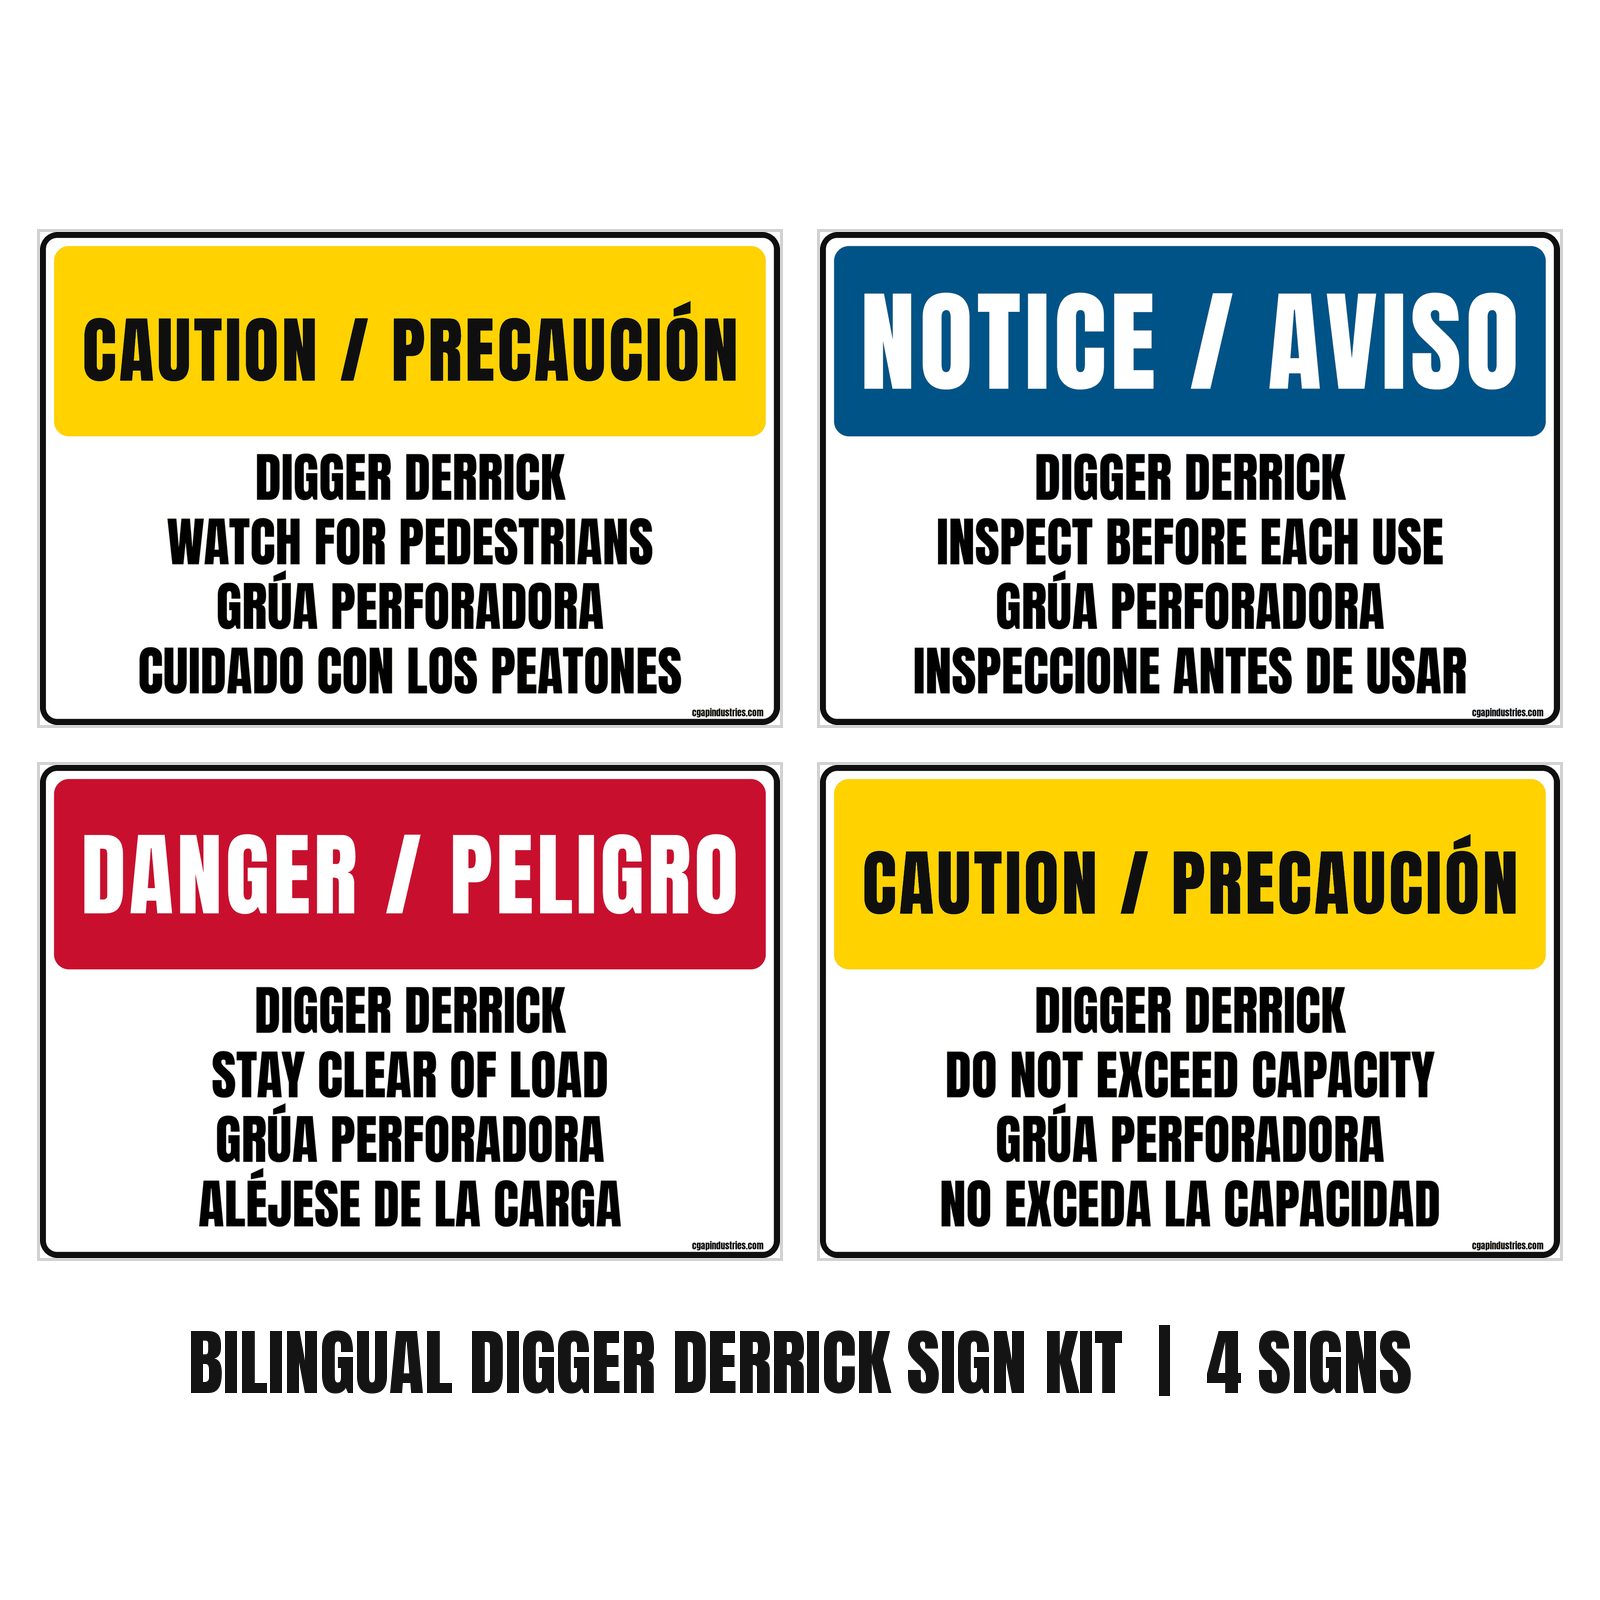 CAUTION / PRECAUCIÓN
DIGGER DERRICK
WATCH FOR PEDESTRIANS
GRÚA PERFORADORA
CUIDADO CON LOS PEATONES
cgapindustries.com
NOTICE / AVISO
DIGGER DERRICK
INSPECT BEFORE EACH USE
GRÚA PERFORADORA
INSPECCIONE ANTES DE USAR
cgapindustries.com
DANGER / PELIGRO
DIGGER DERRICK
STAY CLEAR OF LOAD
GRÚA PERFORADORA
ALÉJESE DE LA CARGA
cgapindustries.com
CAUTION / PRECAUCIÓN
DIGGER DERRICK
DO NOT EXCEED CAPACITY
GRÚA PERFORADORA
NO EXCEDA LA CAPACIDAD
cgapindustries.com
BILINGUAL DIGGER DERRICK SIGN KIT | 4 SIGNS